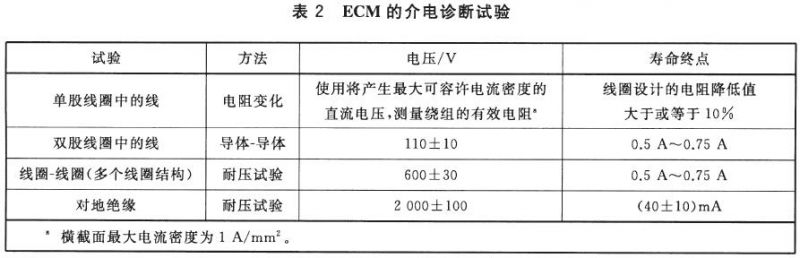 表 2 ECM 的介电诊断试验
试验 方法 电压/V 寿命终点
单股线圈中的线 电阻变化 使用将产生最大可容许电流密度的 线圈设计的电阻降低值
直流电压,测量绕组的有效电阻ª 大于或等于 10%
双股线圈中的线 导体-导体 110±10 0.5 A～0.75 A
线圈-线圈(多个线圈结构) 耐压试验 600±30 0.5 A～0.75 A
对地绝缘 耐压试验 2 000±100 (40±10)mA
ª 横截面最大电流密度为 1 A/mm²。